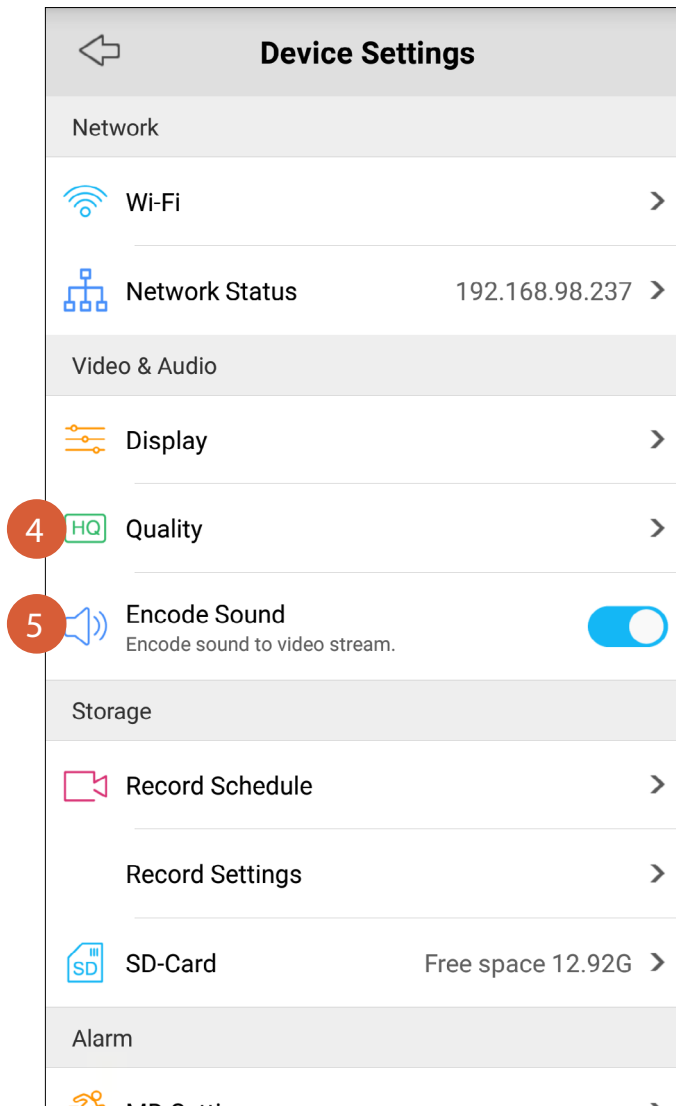 Device Settings
Network
Wi-Fi
Network Status 192.168.98.237
Video & Audio
Display
4 HQ Quality
5 Encode Sound
Encode sound to video stream.
Storage
Record Schedule
Record Settings
SD SD-Card Free space 12.92G
Alarm